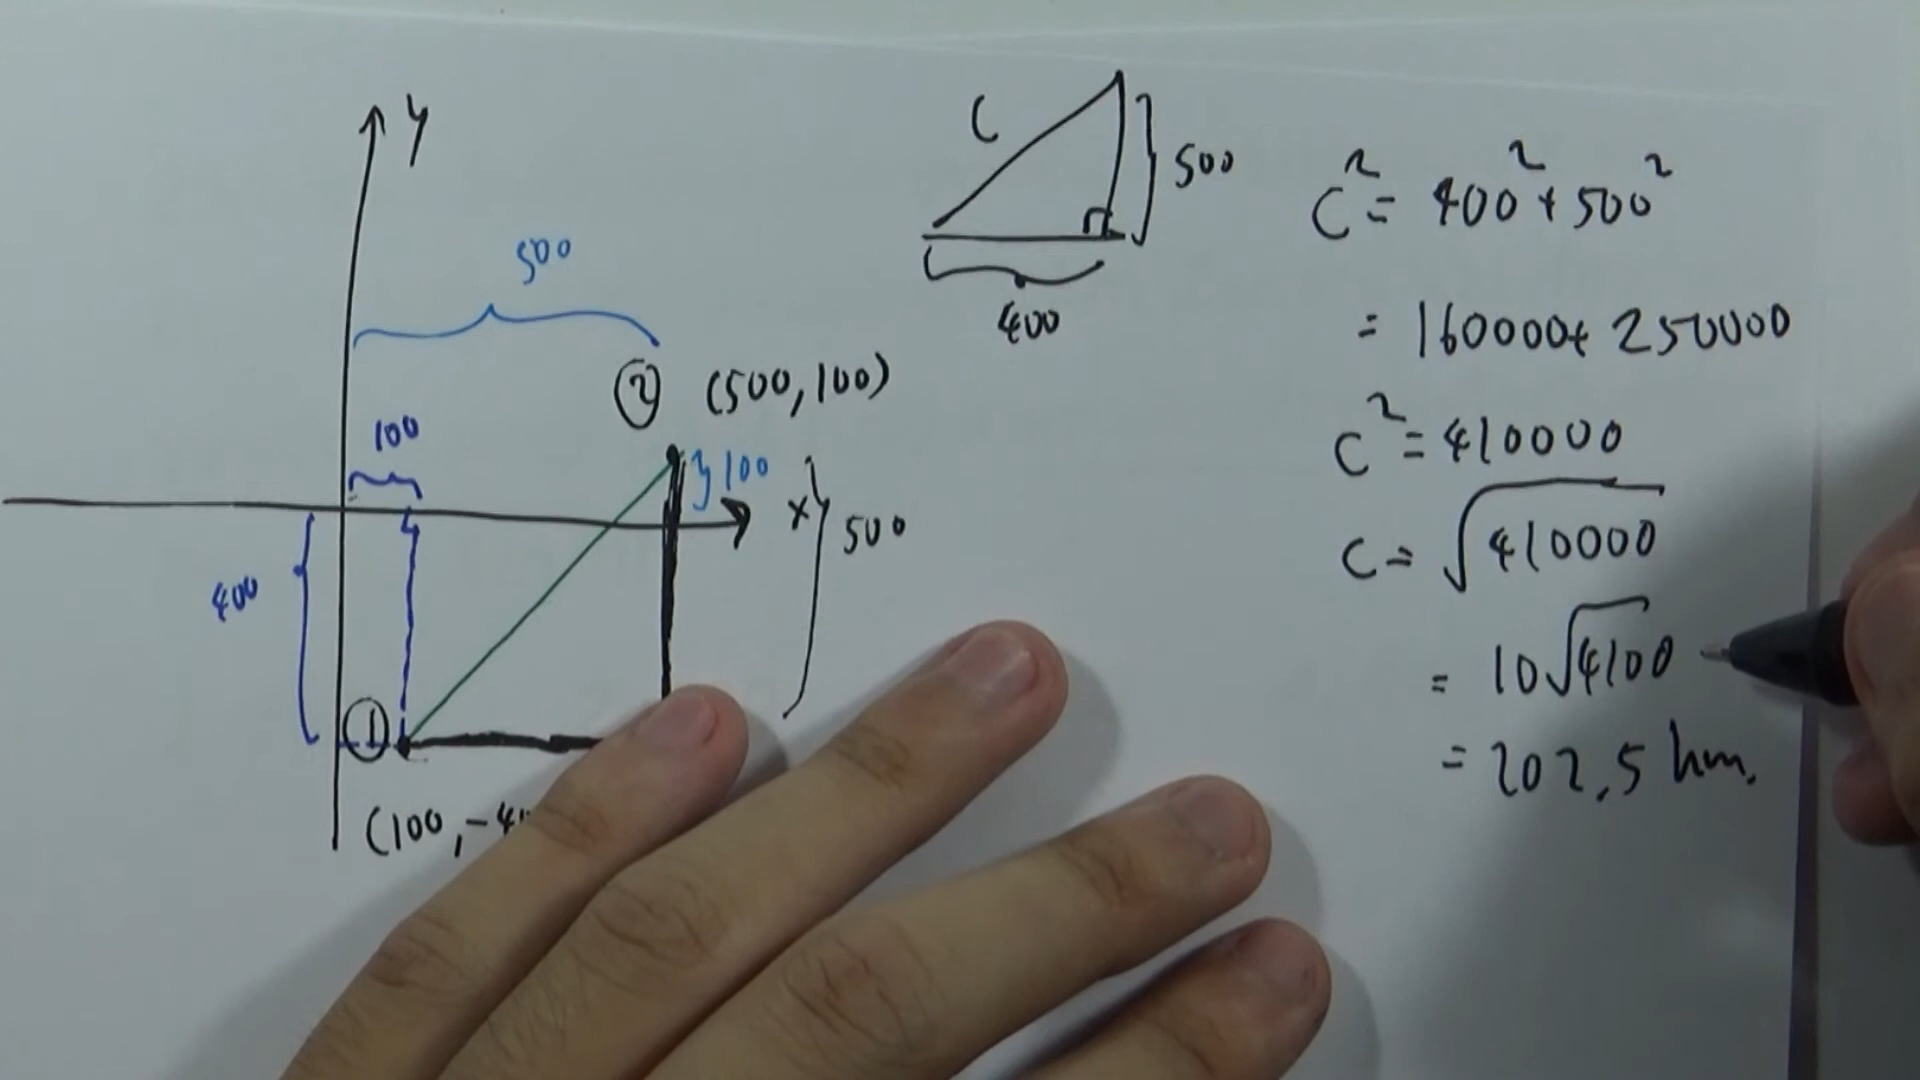 y
500
② (500,100)
100
100
x
500
400
①
(100,-4
C
500
400
C² = 400² + 500²
= 160000 + 250000
C² = 410000
C = √410000
= 10√4100
= 202,5 hm.